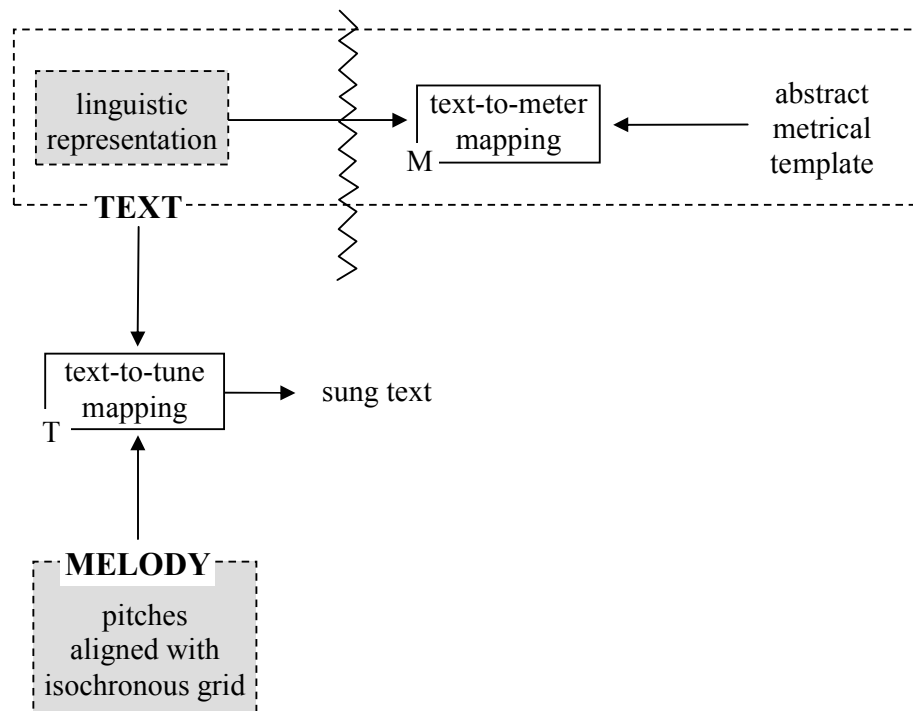 linguistic
representation
text-to-meter
mapping
M
abstract
metrical
template
TEXT
text-to-tune
mapping
T
sung text
MELODY
pitches
aligned with
isochronous grid